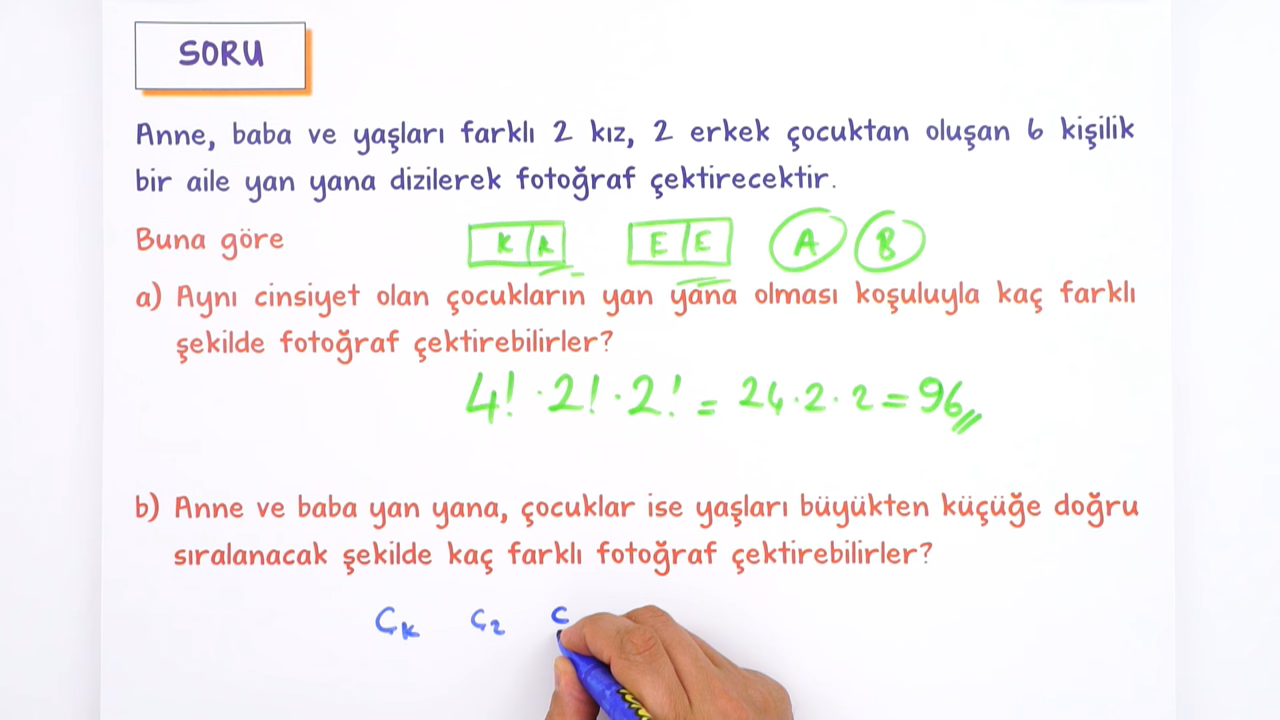 SORU
Anne, baba ve yaşları farklı 2 kız, 2 erkek çocuktan oluşan 6 kişilik
bir aile yan yana dizilerek fotoğraf çektirecektir.
Buna göre
K K E E A B
a) Aynı cinsiyet olan çocukların yan yana olması koşuluyla kaç farklı
şekilde fotoğraf çektirebilirler?
4! · 2! · 2! = 24 · 2 · 2 = 96
b) Anne ve baba yan yana, çocuklar ise yaşları büyükten küçüğe doğru
sıralanacak şekilde kaç farklı fotoğraf çektirebilirler?
Çk Ç2 C